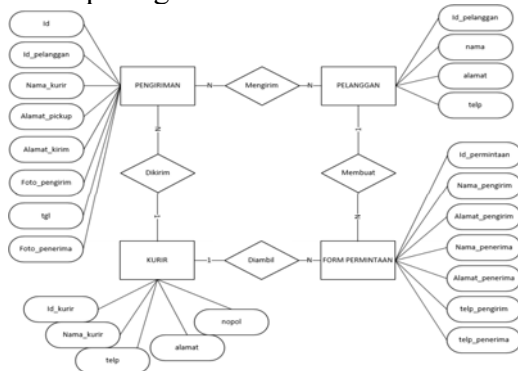 Id
Id_pelanggan
Nama_kurir
Alamat_pickup
Alamat_kirim
Foto_pengirim
tgl
Foto_penerima
PENGIRIMAN
N
Mengirim
N
PELANGGAN
Id_pelanggan
nama
alamat
telp
N
Dikirim
1
1
Membuat
N
KURIR
1
Diambil
N
FORM PERMINTAAN
Id_permintaan
Nama_pengirim
Alamat_pengirim
Nama_penerima
Alamat_penerima
telp_pengirim
telp_penerima
Id_kurir
Nama_kurir
telp
alamat
nopol